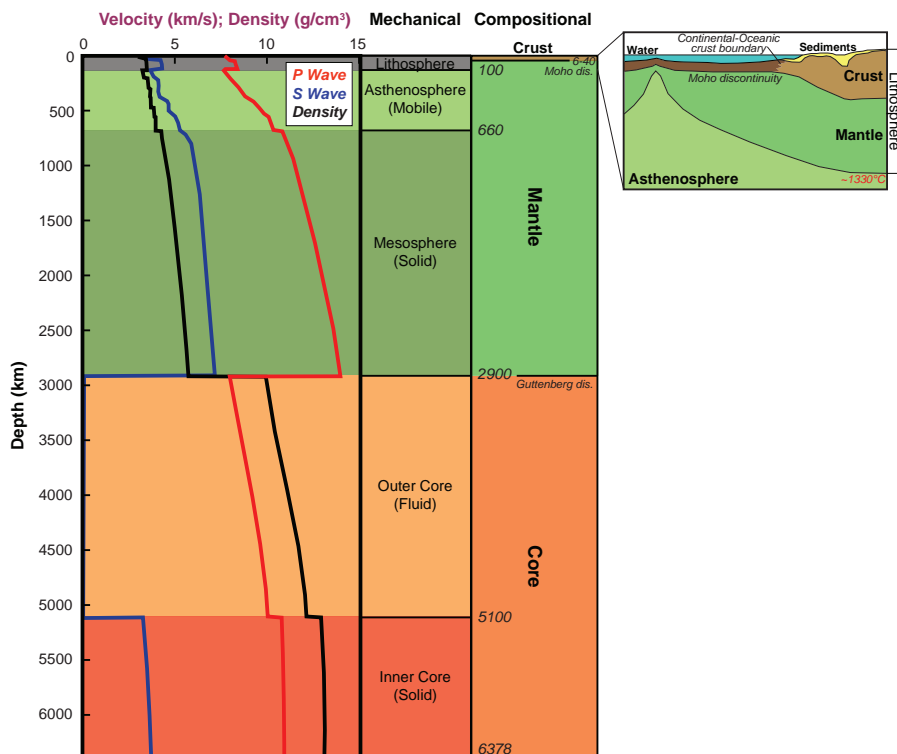 Velocity (km/s); Density (g/cm³)
Mechanical
Compositional
0
5
10
15
P Wave
S Wave
Density
Depth (km)
0
500
1000
1500
2000
2500
3000
3500
4000
4500
5000
5500
6000
Lithosphere
Asthenosphere
(Mobile)
Mesosphere
(Solid)
Outer Core
(Fluid)
Inner Core
(Solid)
Crust
6-40
Moho dis.
100
660
Mantle
2900
Guttenberg dis.
Core
5100
6378
Continental-Oceanic
crust boundary
Water
Sediments
Crust
Moho discontinuity
Mantle
Asthenosphere
~1330°C
Lithosphere